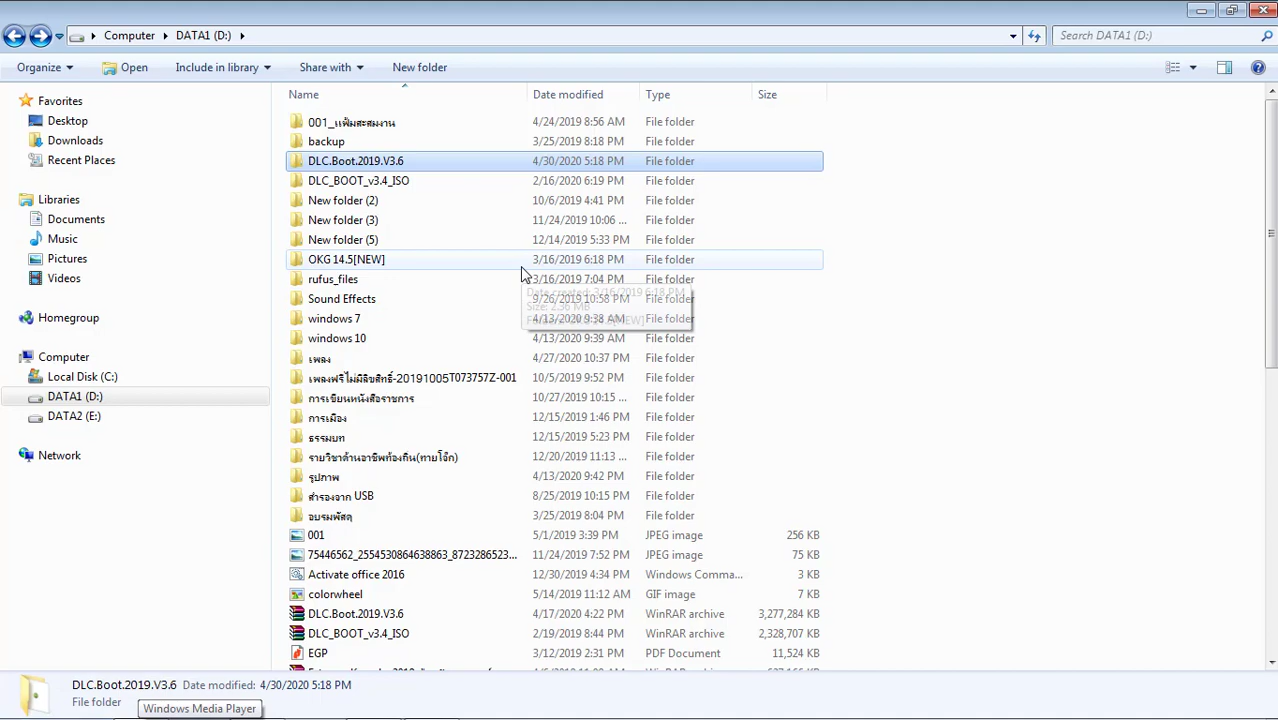 Computer DATA1 (D:) Search DATA1 (D:)
Organize Open Include in library Share with New folder
Name Date modified Type Size
Favorites
Desktop
Downloads
Recent Places
Libraries
Documents
Music
Pictures
Videos
Homegroup
Computer
Local Disk (C:)
DATA1 (D:)
DATA2 (E:)
Network
001_แฟ้มสะสมงาน 4/24/2019 8:56 AM File folder
backup 3/25/2019 8:18 PM File folder
DLC.Boot.2019.V3.6 4/30/2020 5:18 PM File folder
DLC_BOOT_v3.4_ISO 2/16/2020 6:19 PM File folder
New folder (2) 10/6/2019 4:41 PM File folder
New folder (3) 11/24/2019 10:06 ... File folder
New folder (5) 12/14/2019 5:33 PM File folder
OKG 14.5[NEW] 3/16/2019 6:18 PM File folder
rufus_files 3/16/2019 7:04 PM File folder
Date created: 3/16/2019 6:18 PM
Sound Effects 9/26/2019 10:58 PM File folder
Size: 2.36 MB
windows 7 4/13/2020 9:38 AM File folder
windows 10 4/13/2020 9:39 AM File folder
เพลง 4/27/2020 10:37 PM File folder
เพลงฟรีไม่มีลิขสิทธิ์-20191005T073757Z-001 10/5/2019 9:52 PM File folder
การเขียนหนังสือราชการ 10/27/2019 10:15 ... File folder
การเมือง 12/15/2019 1:46 PM File folder
ธรรมบท 12/15/2019 5:23 PM File folder
รายวิชาด้านอาชีพท้องถิ่น(ทายโจ๊ก) 12/20/2019 11:13 ... File folder
รูปภาพ 4/13/2020 9:42 PM File folder
สำรองจาก USB 8/25/2019 10:15 PM File folder
อบรมพัสดุ 3/25/2019 8:04 PM File folder
001 5/1/2019 3:39 PM JPEG image 256 KB
75446562_2554530864638863_8723286523... 11/24/2019 7:52 PM JPEG image 75 KB
Activate office 2016 12/30/2019 4:34 PM Windows Comma... 3 KB
colorwheel 5/14/2019 11:12 AM GIF image 7 KB
DLC.Boot.2019.V3.6 4/17/2020 4:22 PM WinRAR archive 3,277,284 KB
DLC_BOOT_v3.4_ISO 2/19/2019 8:44 PM WinRAR archive 2,328,707 KB
EGP 3/12/2019 2:31 PM PDF Document 11,524 KB
DLC.Boot.2019.V3.6 Date modified: 4/30/2020 5:18 PM
File folder
Windows Media Player